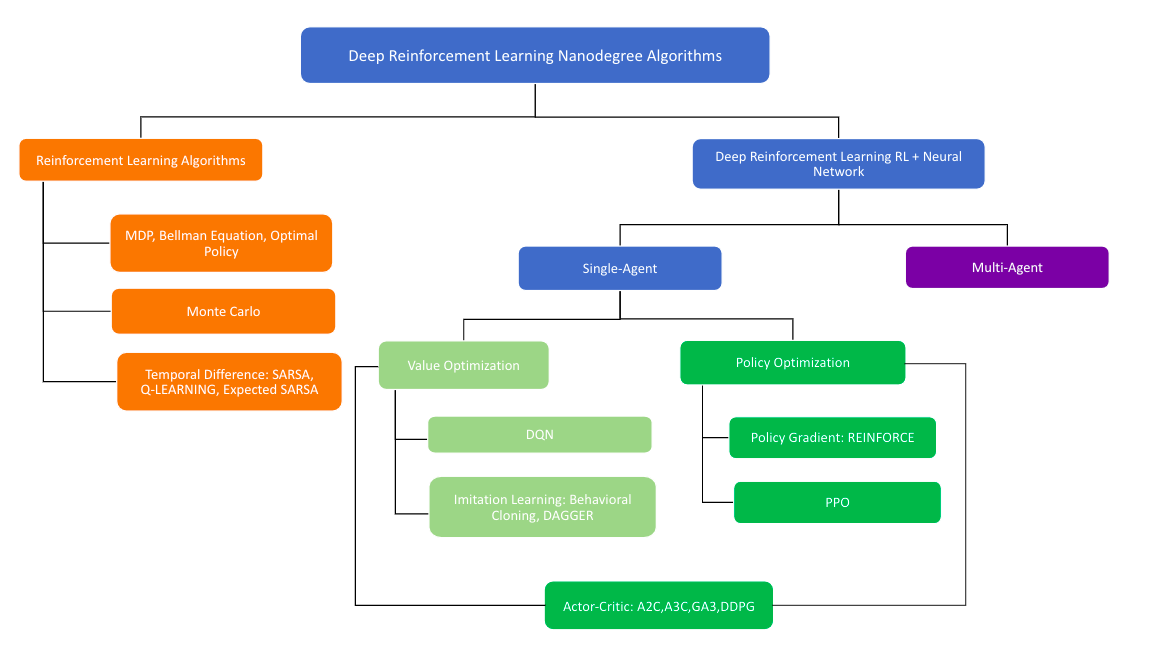 Deep Reinforcement Learning Nanodegree Algorithms
Reinforcement Learning Algorithms
MDP, Bellman Equation, Optimal
Policy
Monte Carlo
Temporal Difference: SARSA,
Q-LEARNING, Expected SARSA
Deep Reinforcement Learning RL + Neural
Network
Single-Agent
Multi-Agent
Value Optimization
DQN
Imitation Learning: Behavioral
Cloning, DAGGER
Policy Optimization
Policy Gradient: REINFORCE
PPO
Actor-Critic: A2C,A3C,GA3,DDPG